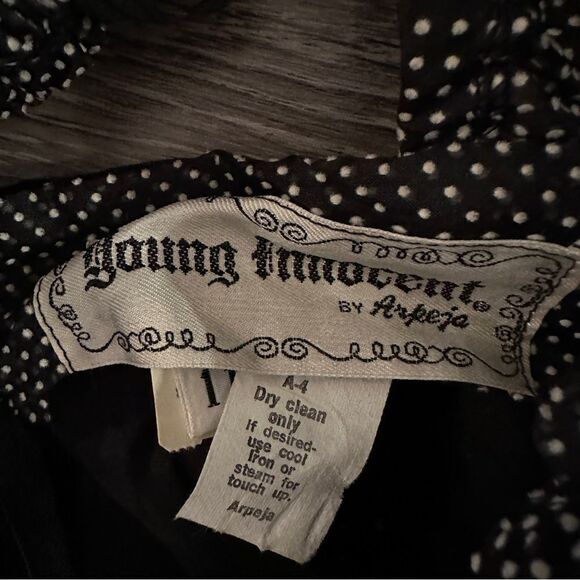 Young Innocent®
BY Arpeja
A-4
Dry clean
only
If desired-
use cool
iron or
steam for
touch up.
Arpeja